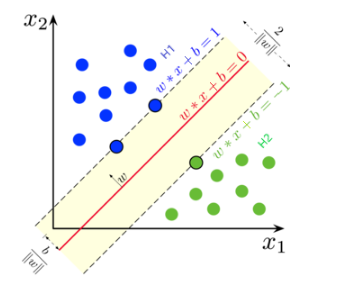 x₂
H1
w * x + b = 1
2
||w||
w * x + b = 0
w * x + b = −1
H2
w
x₁
b
||w||